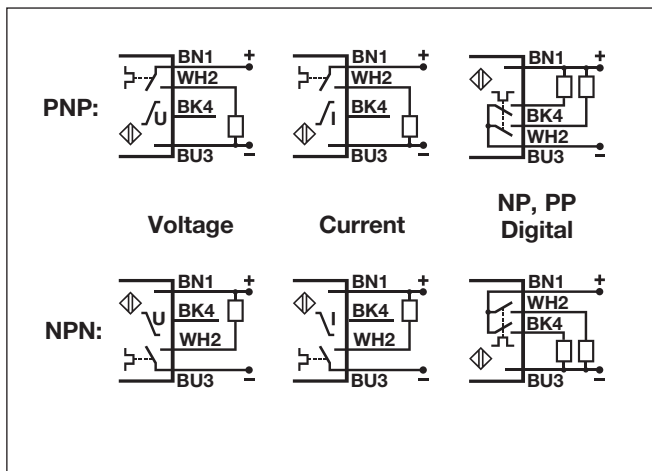 PNP:
BN1 +
WH2
BK4
U
BU3 −
BN1 +
WH2
BK4
I
BU3 −
BN1 +
BK4
WH2
BU3 −
Voltage
Current
NP, PP
Digital
NPN:
BN1 +
U
BK4
WH2
BU3 −
BN1 +
I
BK4
WH2
BU3 −
BN1 +
WH2
BK4
BU3 −